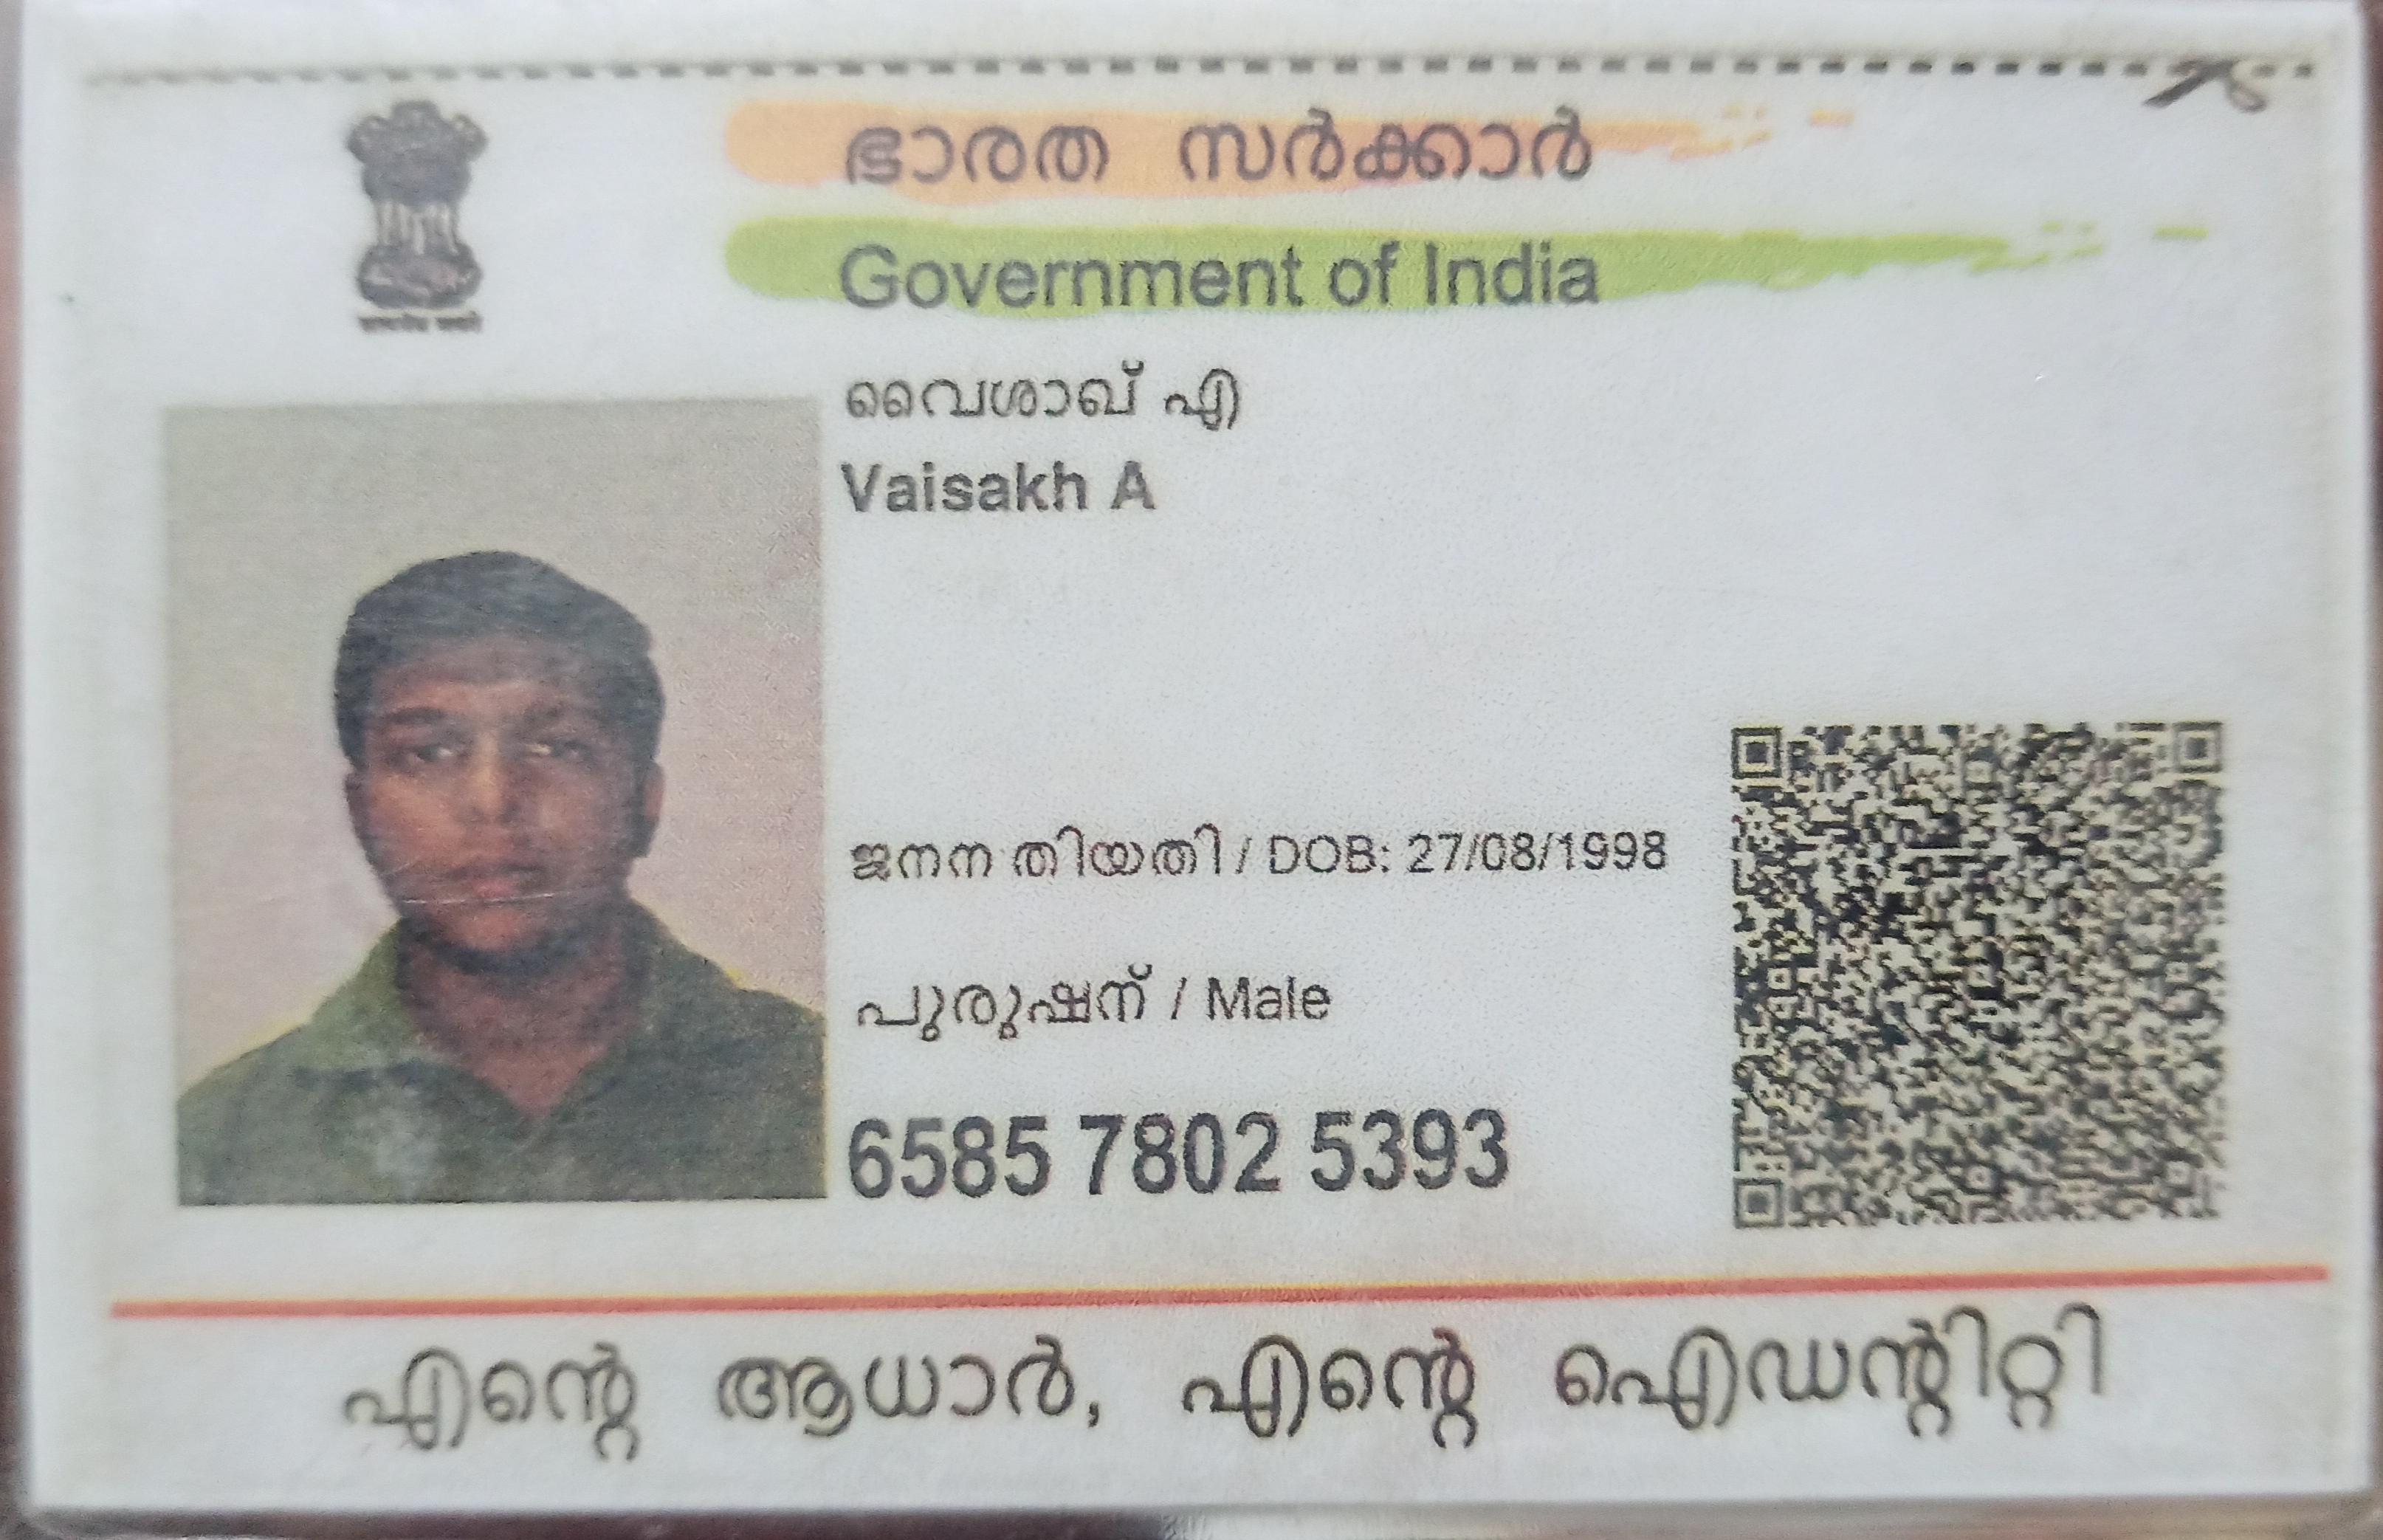 ഭാരത സർക്കാർ
Government of India
വൈശാഖ് എ
Vaisakh A
ജനന തിയതി / DOB: 27/08/1998
പുരുഷന് / Male
6585 7802 5393
എന്റെ ആധാർ, എന്റെ ഐഡന്റിറ്റി